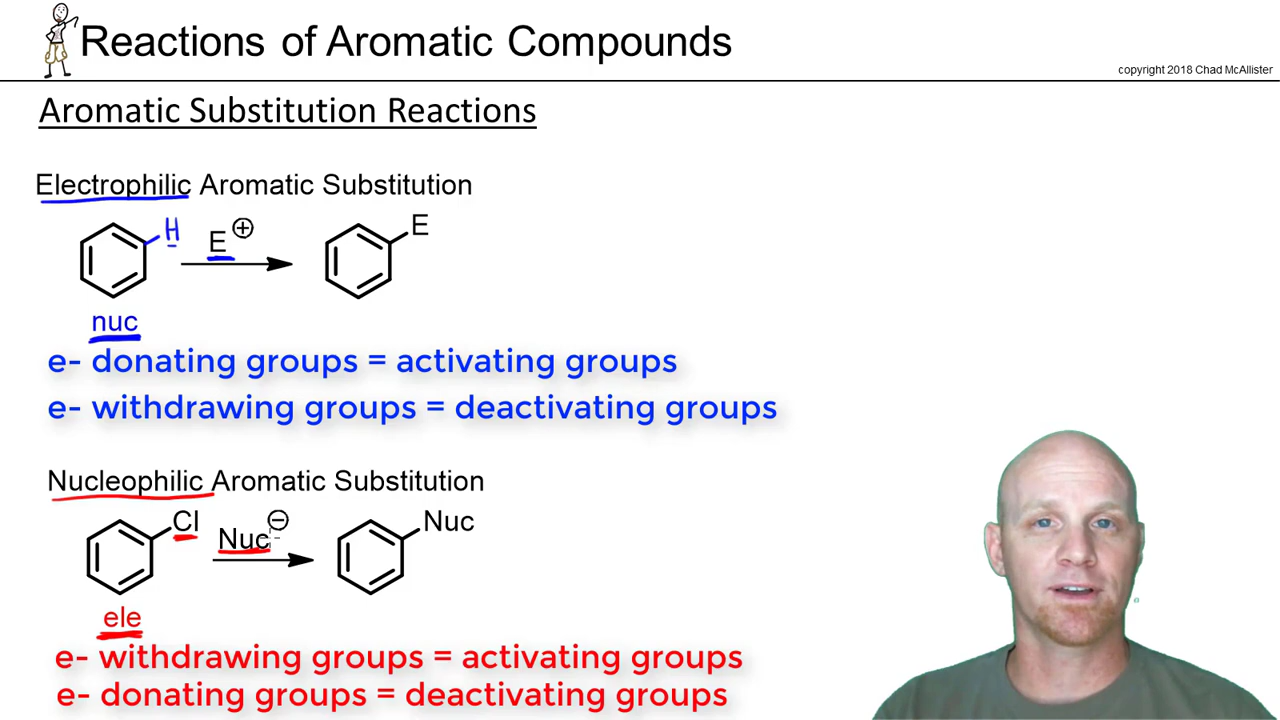 Reactions of Aromatic Compounds
copyright 2018 Chad McAllister
Aromatic Substitution Reactions
Electrophilic Aromatic Substitution
H
E ⊕
E
nuc
e- donating groups = activating groups
e- withdrawing groups = deactivating groups
Nucleophilic Aromatic Substitution
Cl
Nuc ⊖
Nuc
ele
e- withdrawing groups = activating groups
e- donating groups = deactivating groups